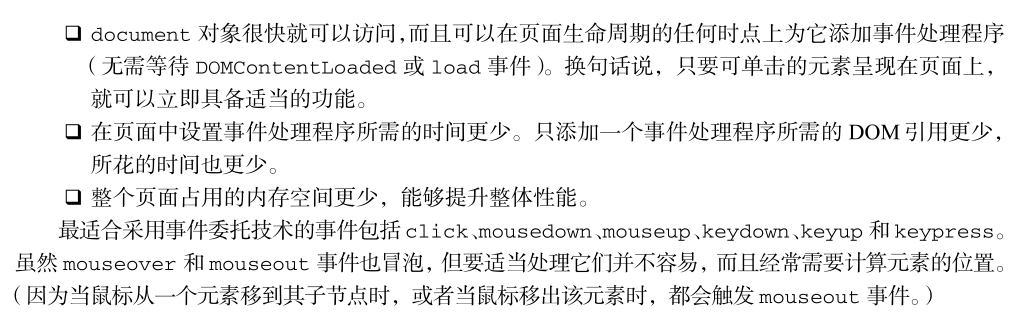 ❑ document 对象很快就可以访问，而且可以在页面生命周期的任何时点上为它添加事件处理程序
（无需等待 DOMContentLoaded 或 load 事件）。换句话说，只要可单击的元素呈现在页面上，
就可以立即具备适当的功能。
❑ 在页面中设置事件处理程序所需的时间更少。只添加一个事件处理程序所需的 DOM 引用更少，
所花的时间也更少。
❑ 整个页面占用的内存空间更少，能够提升整体性能。
最适合采用事件委托技术的事件包括 click、mousedown、mouseup、keydown、keyup 和 keypress。
虽然 mouseover 和 mouseout 事件也冒泡，但要适当处理它们并不容易，而且经常需要计算元素的位置。
（因为当鼠标从一个元素移到其子节点时，或者当鼠标移出该元素时，都会触发 mouseout 事件。）